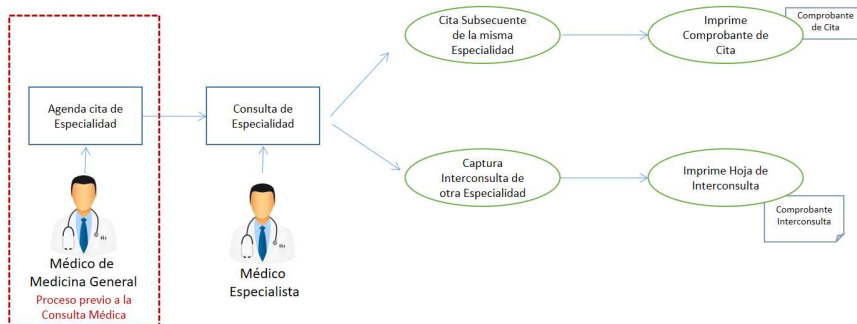 Agenda cita de
Especialidad
Médico de
Medicina General
Proceso previo a la
Consulta Médica
Consulta de
Especialidad
Médico
Especialista
Cita Subsecuente
de la misma
Especialidad
Imprime
Comprobante de
Cita
Comprobante
de Cita
Captura
Interconsulta de
otra Especialidad
Imprime Hoja de
Interconsulta
Comprobante
Interconsulta